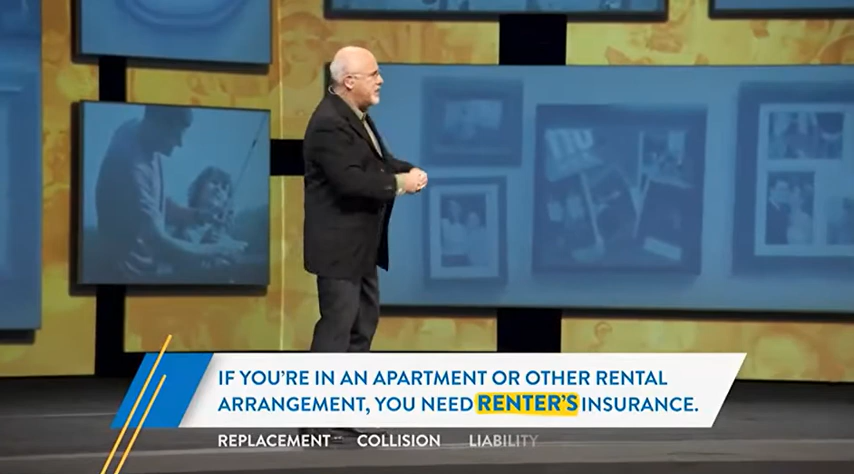 IF YOU'RE IN AN APARTMENT OR OTHER RENTAL
ARRANGEMENT, YOU NEED RENTER'S INSURANCE.
REPLACEMENT COLLISION LIABILITY